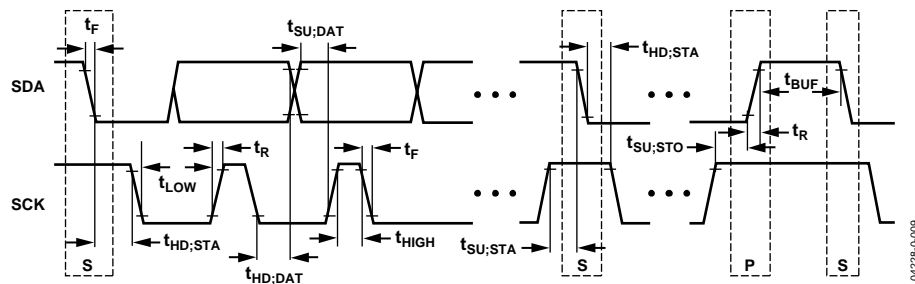 tF
tSU;DAT
tHD;STA
SDA
tBUF
tR
tF
tSU;STO
tR
tLOW
SCK
tHD;STA
tHD;DAT
tHIGH
tSU;STA
S
S
P
S
04228-0-009